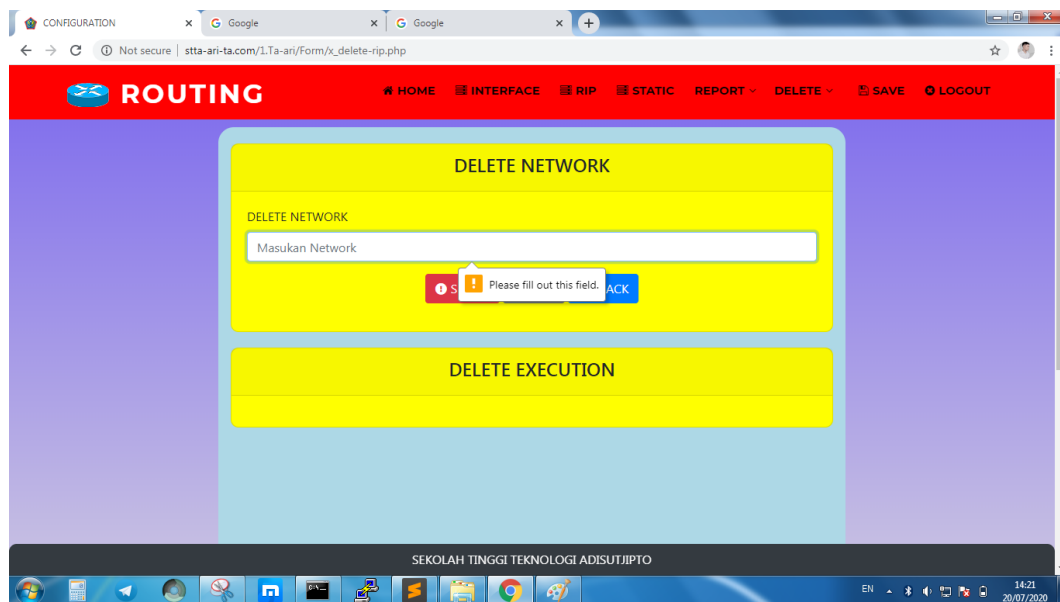 CONFIGURATION
Google
Google
Not secure
stta-ari-ta.com/1.Ta-ari/Form/x_delete-rip.php
ROUTING
HOME
INTERFACE
RIP
STATIC
REPORT
DELETE
SAVE
LOGOUT
DELETE NETWORK
DELETE NETWORK
Masukan Network
Please fill out this field.
S
ACK
DELETE EXECUTION
SEKOLAH TINGGI TEKNOLOGI ADISUTJIPTO
EN
14:21
20/07/2020